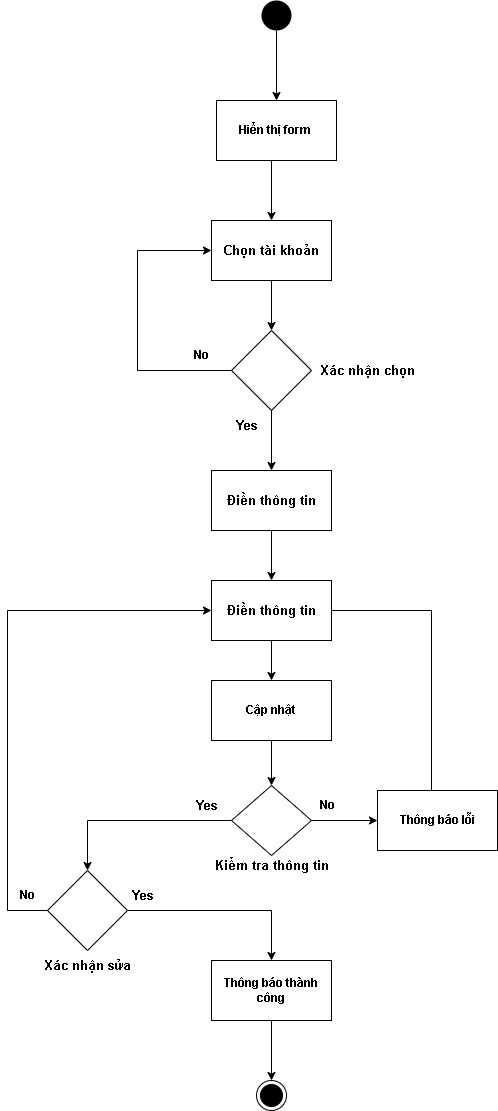 Hiển thị form
Chọn tài khoản
No
Xác nhận chọn
Yes
Điền thông tin
Điền thông tin
Cập nhật
Yes
No
Thông báo lỗi
Kiểm tra thông tin
No
Yes
Xác nhận sửa
Thông báo thành
công